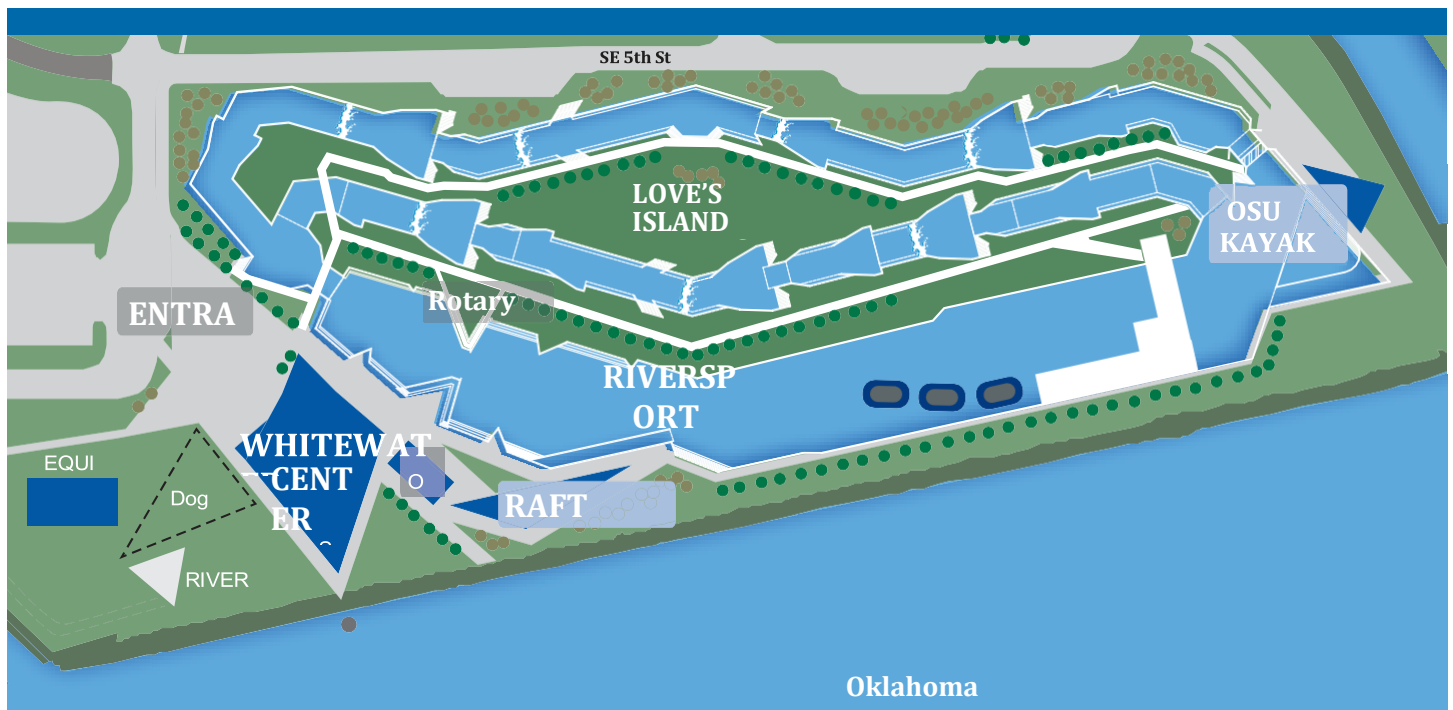 SE 5th St
LOVE'S
ISLAND
OSU
KAYAK
ENTRA
Rotary
RIVERSP
ORT
WHITEWAT
CENT
ER
EQUI
Dog
O
RAFT
RIVER
Oklahoma